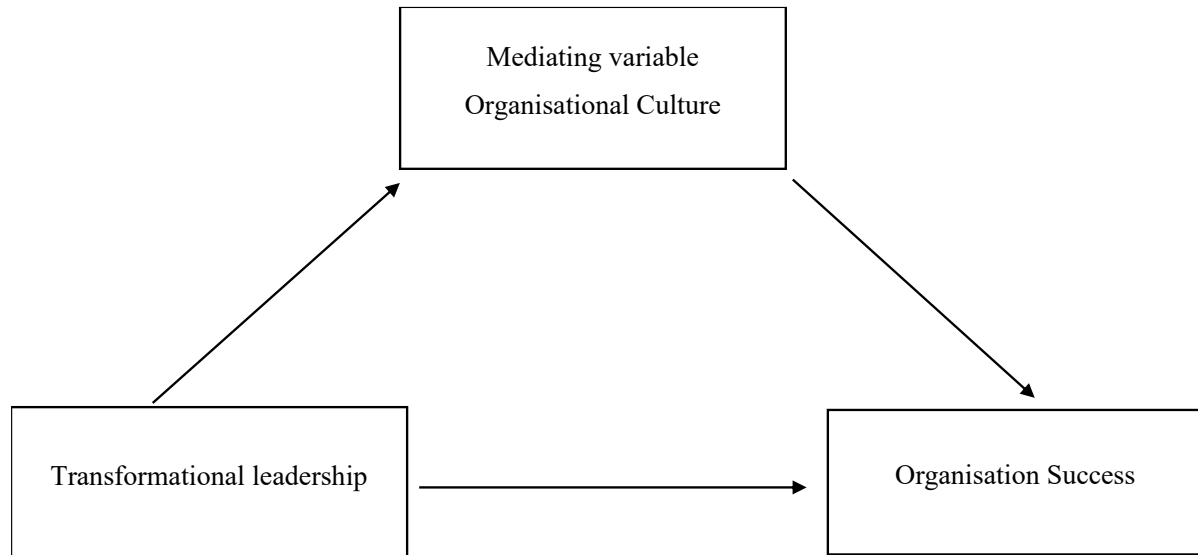 Mediating variable
Organisational Culture
Transformational leadership
Organisation Success